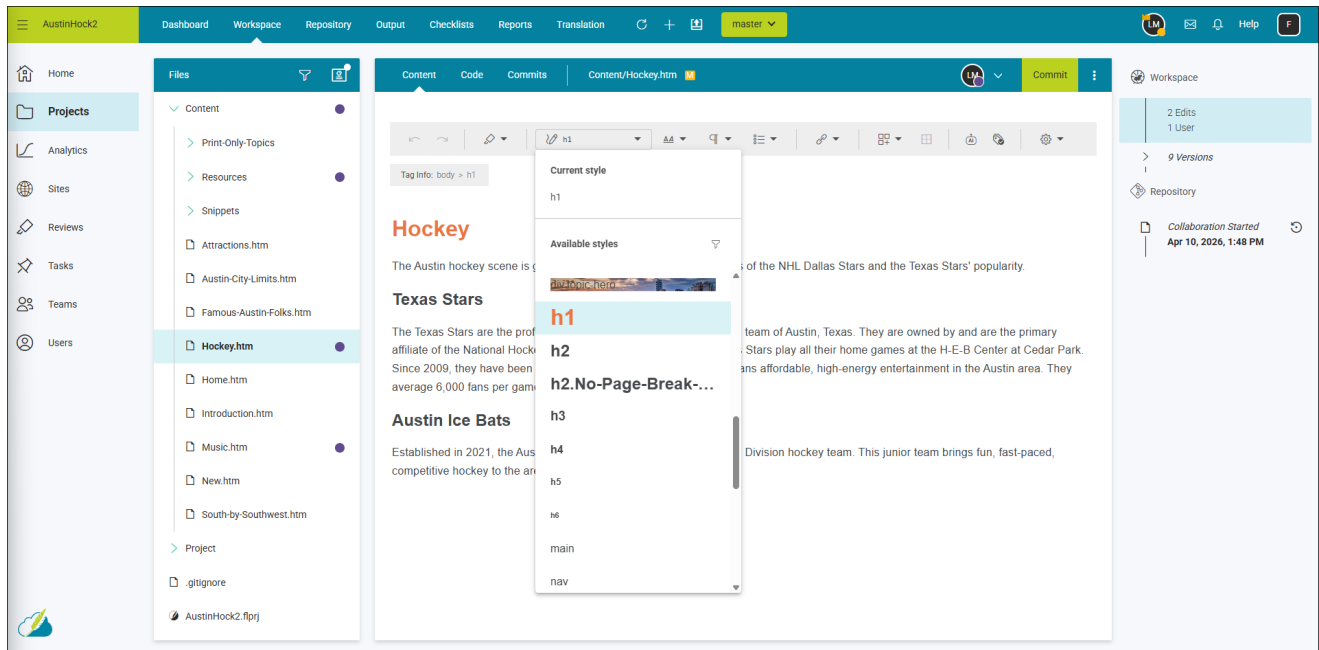 AustinHock2
Dashboard Workspace Repository Output Checklists Reports Translation
master
LM
Help
F
Home
Projects
Analytics
Sites
Reviews
Tasks
Teams
Users
Files
Content
Print-Only-Topics
Resources
Snippets
Attractions.htm
Austin-City-Limits.htm
Famous-Austin-Folks.htm
Hockey.htm
Home.htm
Introduction.htm
Music.htm
New.htm
South-by-Southwest.htm
Project
.gitignore
AustinHock2.flprj
Content Code Commits Content/Hockey.htm M
LM
Commit
h1
AI
Tag Info: body > h1
Hockey
The Austin hockey scene is
of the NHL Dallas Stars and the Texas Stars' popularity.
Texas Stars
The Texas Stars are the prof
team of Austin, Texas. They are owned by and are the primary
affiliate of the National Hock
Stars play all their home games at the H-E-B Center at Cedar Park.
Since 2009, they have been
ans affordable, high-energy entertainment in the Austin area. They
average 6,000 fans per gam
Austin Ice Bats
Established in 2021, the Aus
Division hockey team. This junior team brings fun, fast-paced,
competitive hockey to the are
Current style
h1
Available styles
div.topic-hero
h1
h2
h2.No-Page-Break-...
h3
h4
h5
h6
main
nav
Workspace
2 Edits
1 User
9 Versions
Repository
Collaboration Started
Apr 10, 2026, 1:48 PM